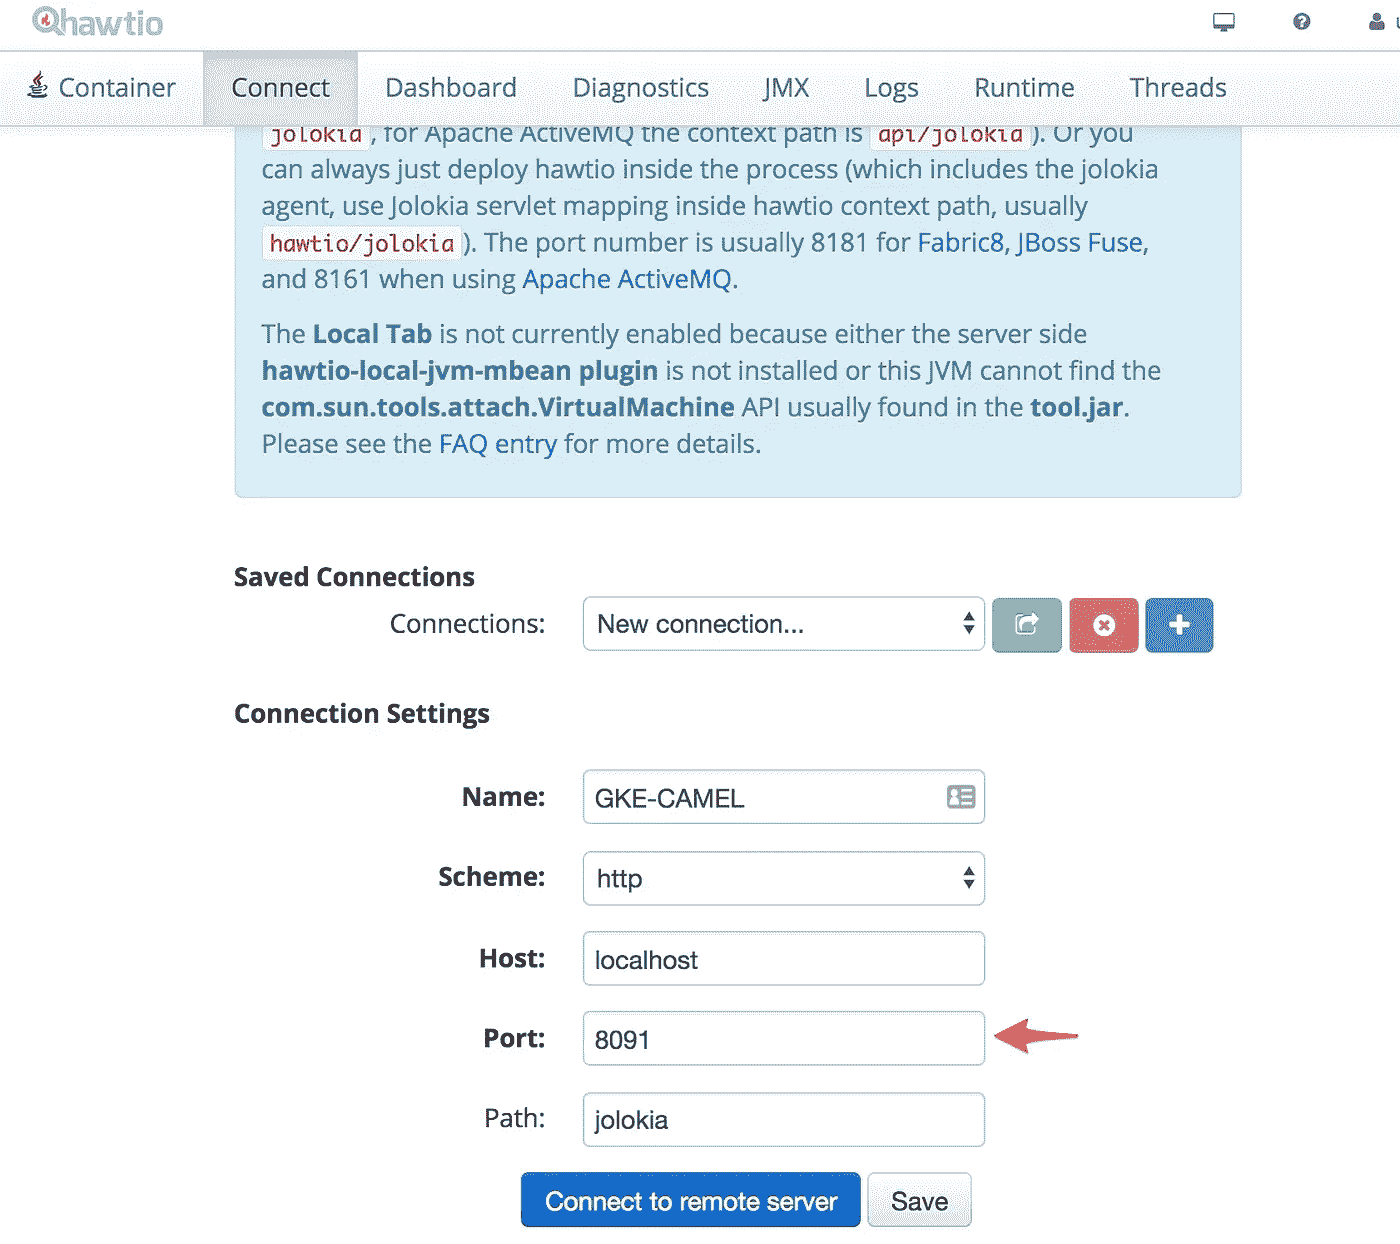 hawtio
Container Connect Dashboard Diagnostics JMX Logs Runtime Threads
jolokia , for Apache ActiveMQ the context path is api/jolokia ). Or you
can always just deploy hawtio inside the process (which includes the jolokia
agent, use Jolokia servlet mapping inside hawtio context path, usually
hawtio/jolokia ). The port number is usually 8181 for Fabric8, JBoss Fuse,
and 8161 when using Apache ActiveMQ.
The Local Tab is not currently enabled because either the server side
hawtio-local-jvm-mbean plugin is not installed or this JVM cannot find the
com.sun.tools.attach.VirtualMachine API usually found in the tool.jar.
Please see the FAQ entry for more details.
Saved Connections
Connections: New connection...
Connection Settings
Name: GKE-CAMEL
Scheme: http
Host: localhost
Port: 8091
Path: jolokia
Connect to remote server Save